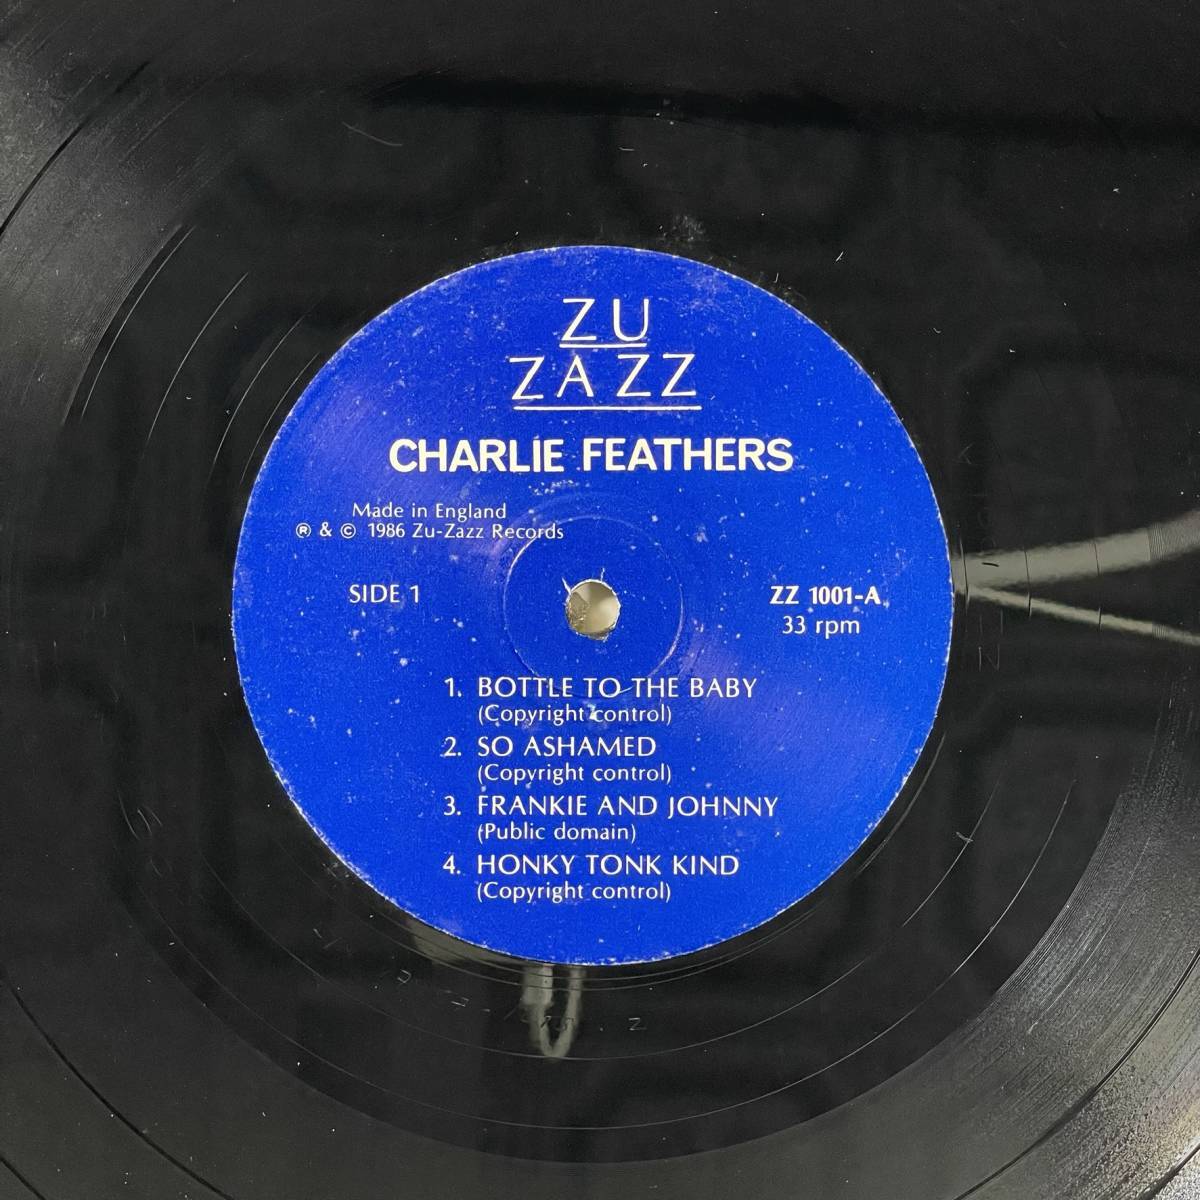 ZU
ZAZZ
CHARLIE FEATHERS
Made in England
® & © 1986 Zu-Zazz Records
SIDE 1
ZZ 1001-A
33 rpm
1. BOTTLE TO THE BABY
(Copyright control)
2. SO ASHAMED
(Copyright control)
3. FRANKIE AND JOHNNY
(Public domain)
4. HONKY TONK KIND
(Copyright control)